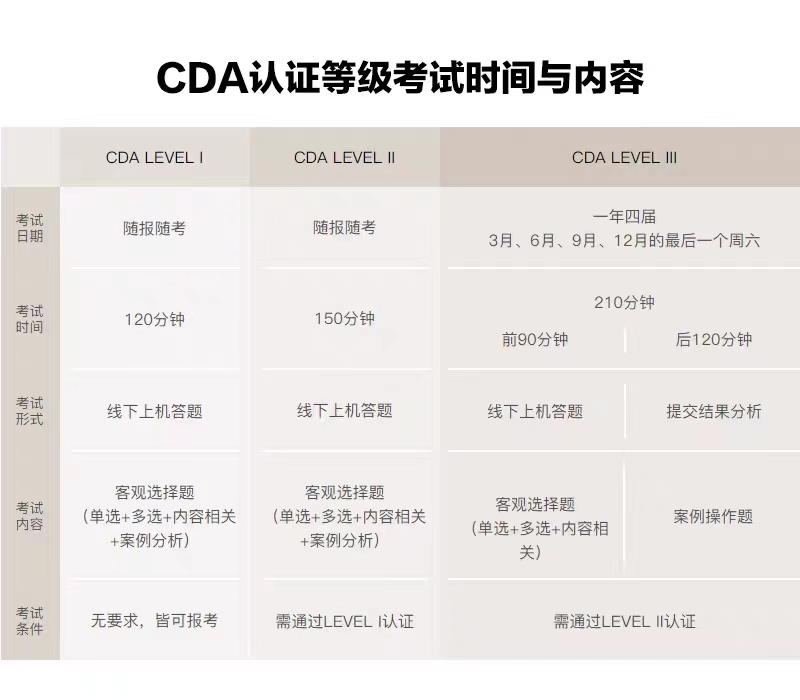 CDA认证等级考试时间与内容
CDA LEVEL I
CDA LEVEL II
CDA LEVEL III
考试
日期
随报随考
随报随考
一年四届
3月、6月、9月、12月的最后一个周六
考试
时间
120分钟
150分钟
210分钟
前90分钟
后120分钟
考试
形式
线下上机答题
线下上机答题
线下上机答题
提交结果分析
考试
内容
客观选择题
（单选+多选+内容相关
+案例分析）
客观选择题
（单选+多选+内容相关
+案例分析）
客观选择题
（单选+多选+内容相
关）
案例操作题
考试
条件
无要求，皆可报考
需通过LEVEL I认证
需通过LEVEL II认证